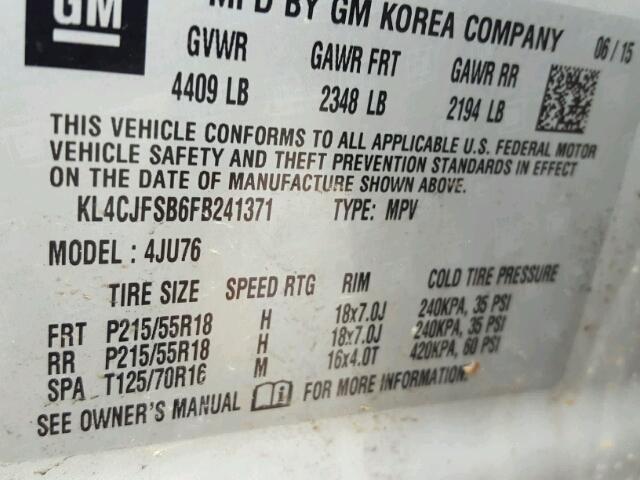 GM
MFD BY GM KOREA COMPANY 06/15
GVWR GAWR FRT GAWR RR
4409 LB 2348 LB 2194 LB
THIS VEHICLE CONFORMS TO ALL APPLICABLE U.S. FEDERAL MOTOR
VEHICLE SAFETY AND THEFT PREVENTION STANDARDS IN EFFECT
ON THE DATE OF MANUFACTURE SHOWN ABOVE.
KL4CJFSB6FB241371 TYPE: MPV
MODEL : 4JU76
TIRE SIZE SPEED RTG RIM COLD TIRE PRESSURE
FRT P215/55R18 H 18x7.0J 240KPA, 35 PSI
RR P215/55R18 H 18x7.0J 240KPA, 35 PSI
SPA T125/70R16 M 16x4.0T 420KPA, 60 PSI
SEE OWNER'S MANUAL FOR MORE INFORMATION.